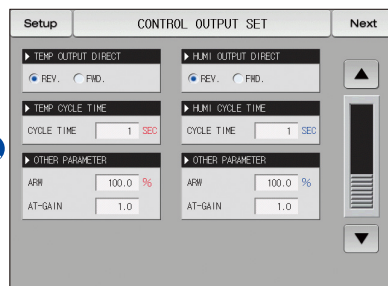 Setup
CONTROL OUTPUT SET
Next
▶ TEMP OUTPUT DIRECT
REV. FWD.
▶ HUMI OUTPUT DIRECT
REV. FWD.
▶ TEMP CYCLE TIME
CYCLE TIME 1 SEC
▶ HUMI CYCLE TIME
CYCLE TIME 1 SEC
▶ OTHER PARAMETER
ARW 100.0 %
AT-GAIN 1.0
▶ OTHER PARAMETER
ARW 100.0 %
AT-GAIN 1.0